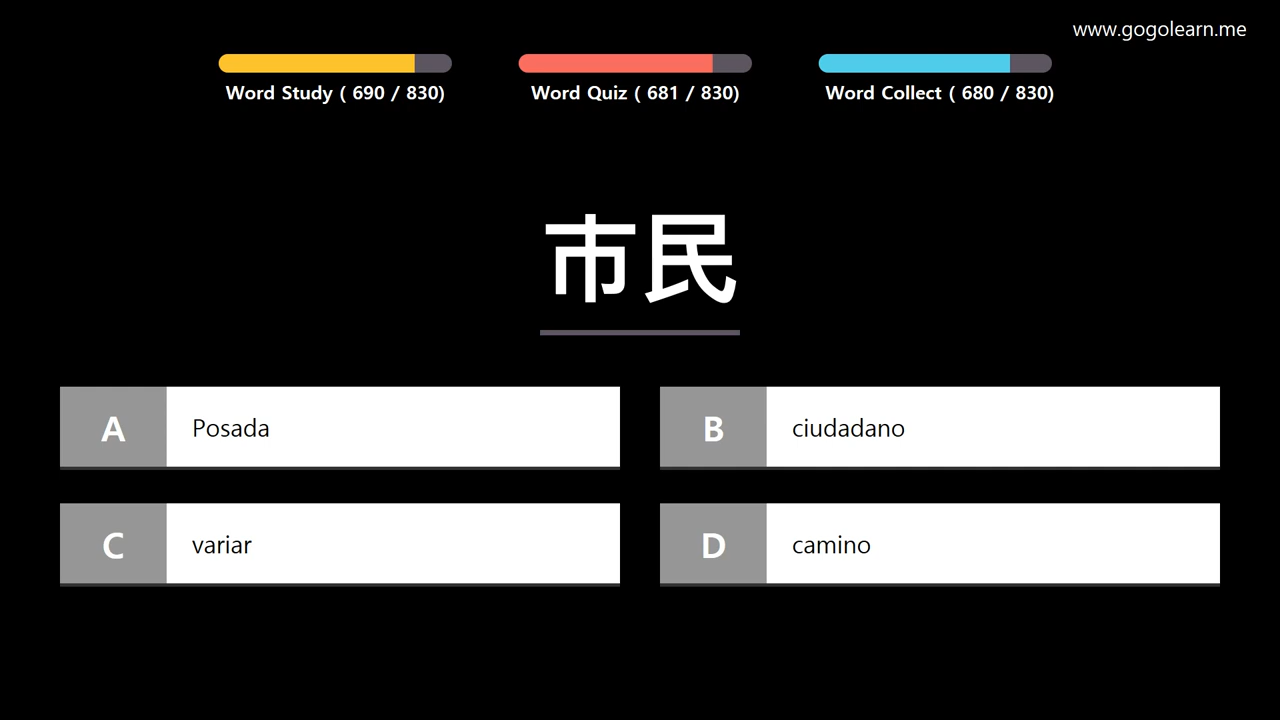 www.gogolearn.me
Word Study ( 690 / 830)
Word Quiz ( 681 / 830)
Word Collect ( 680 / 830)
市民
A Posada
B ciudadano
C variar
D camino